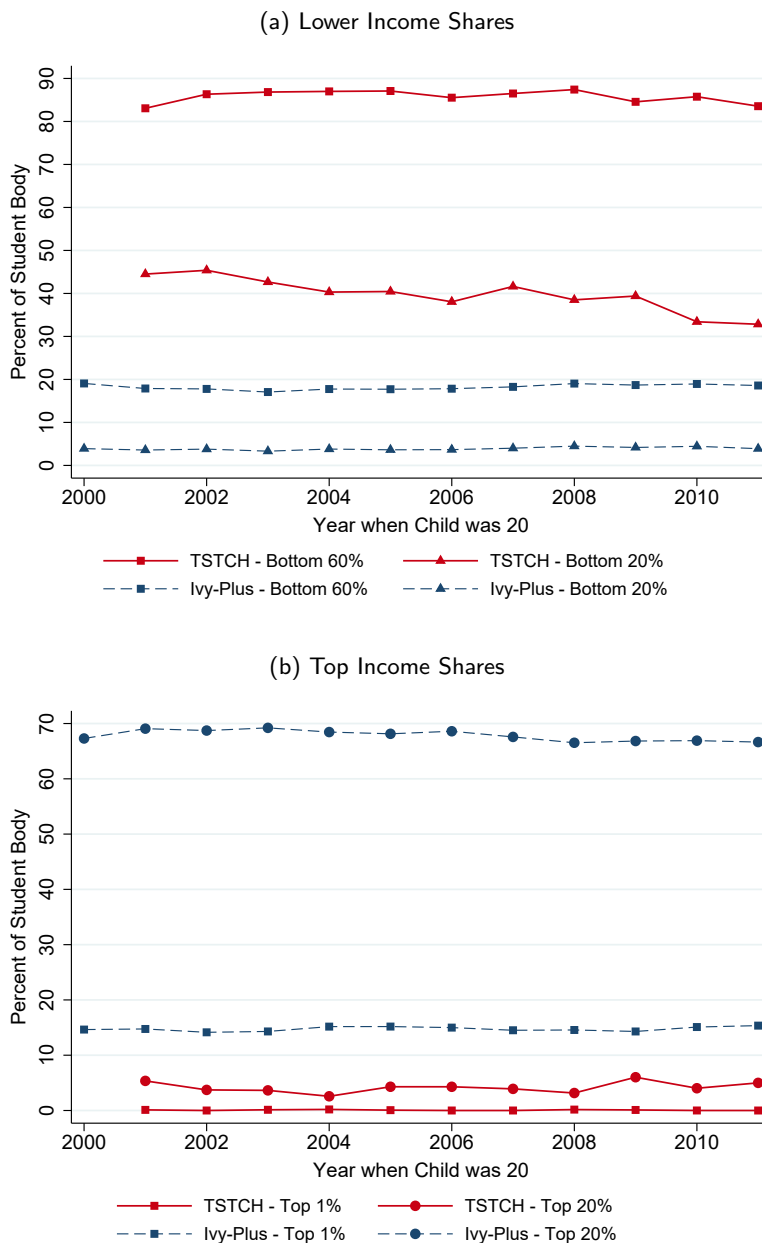 (a) Lower Income Shares
Percent of Student Body
90
80
70
60
50
40
30
20
10
0
2000 2002 2004 2006 2008 2010
Year when Child was 20
TSTCH - Bottom 60% TSTCH - Bottom 20%
Ivy-Plus - Bottom 60% Ivy-Plus - Bottom 20%
(b) Top Income Shares
Percent of Student Body
70
60
50
40
30
20
10
0
2000 2002 2004 2006 2008 2010
Year when Child was 20
TSTCH - Top 1% TSTCH - Top 20%
Ivy-Plus - Top 1% Ivy-Plus - Top 20%